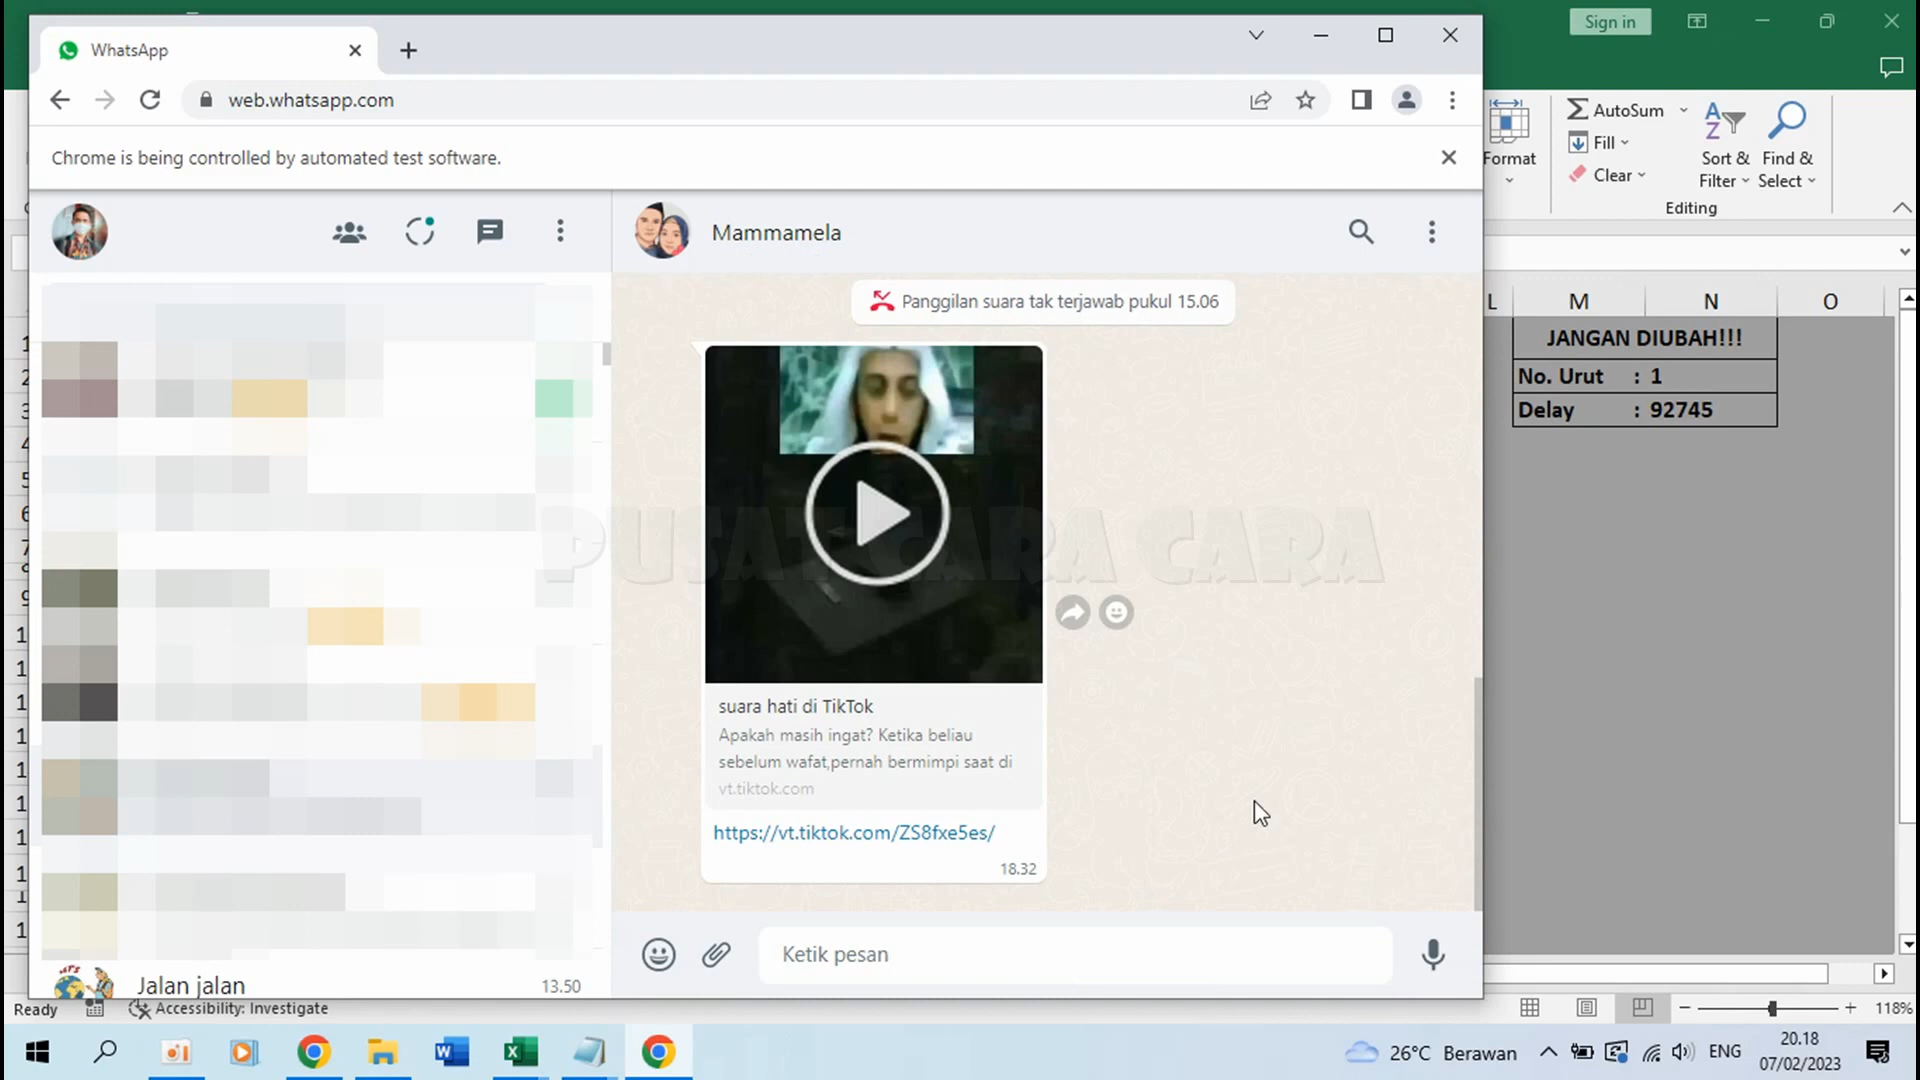 Sign in
WhatsApp
web.whatsapp.com
Chrome is being controlled by automated test software.
Format
AutoSum
Fill
Clear
Sort &
Filter
Find &
Select
Editing
Mammamela
Panggilan suara tak terjawab pukul 15.06
L M N O
JANGAN DIUBAH!!!
No. Urut : 1
Delay : 92745
PUSAT CARA CARA
suara hati di TikTok
Apakah masih ingat? Ketika beliau
sebelum wafat,pernah bermimpi saat di
vt.tiktok.com
https://vt.tiktok.com/ZS8fxe5es/
18.32
Ketik pesan
Jalan jalan
13.50
Ready
Accessibility: Investigate
118%
26°C Berawan
ENG
20.18
07/02/2023